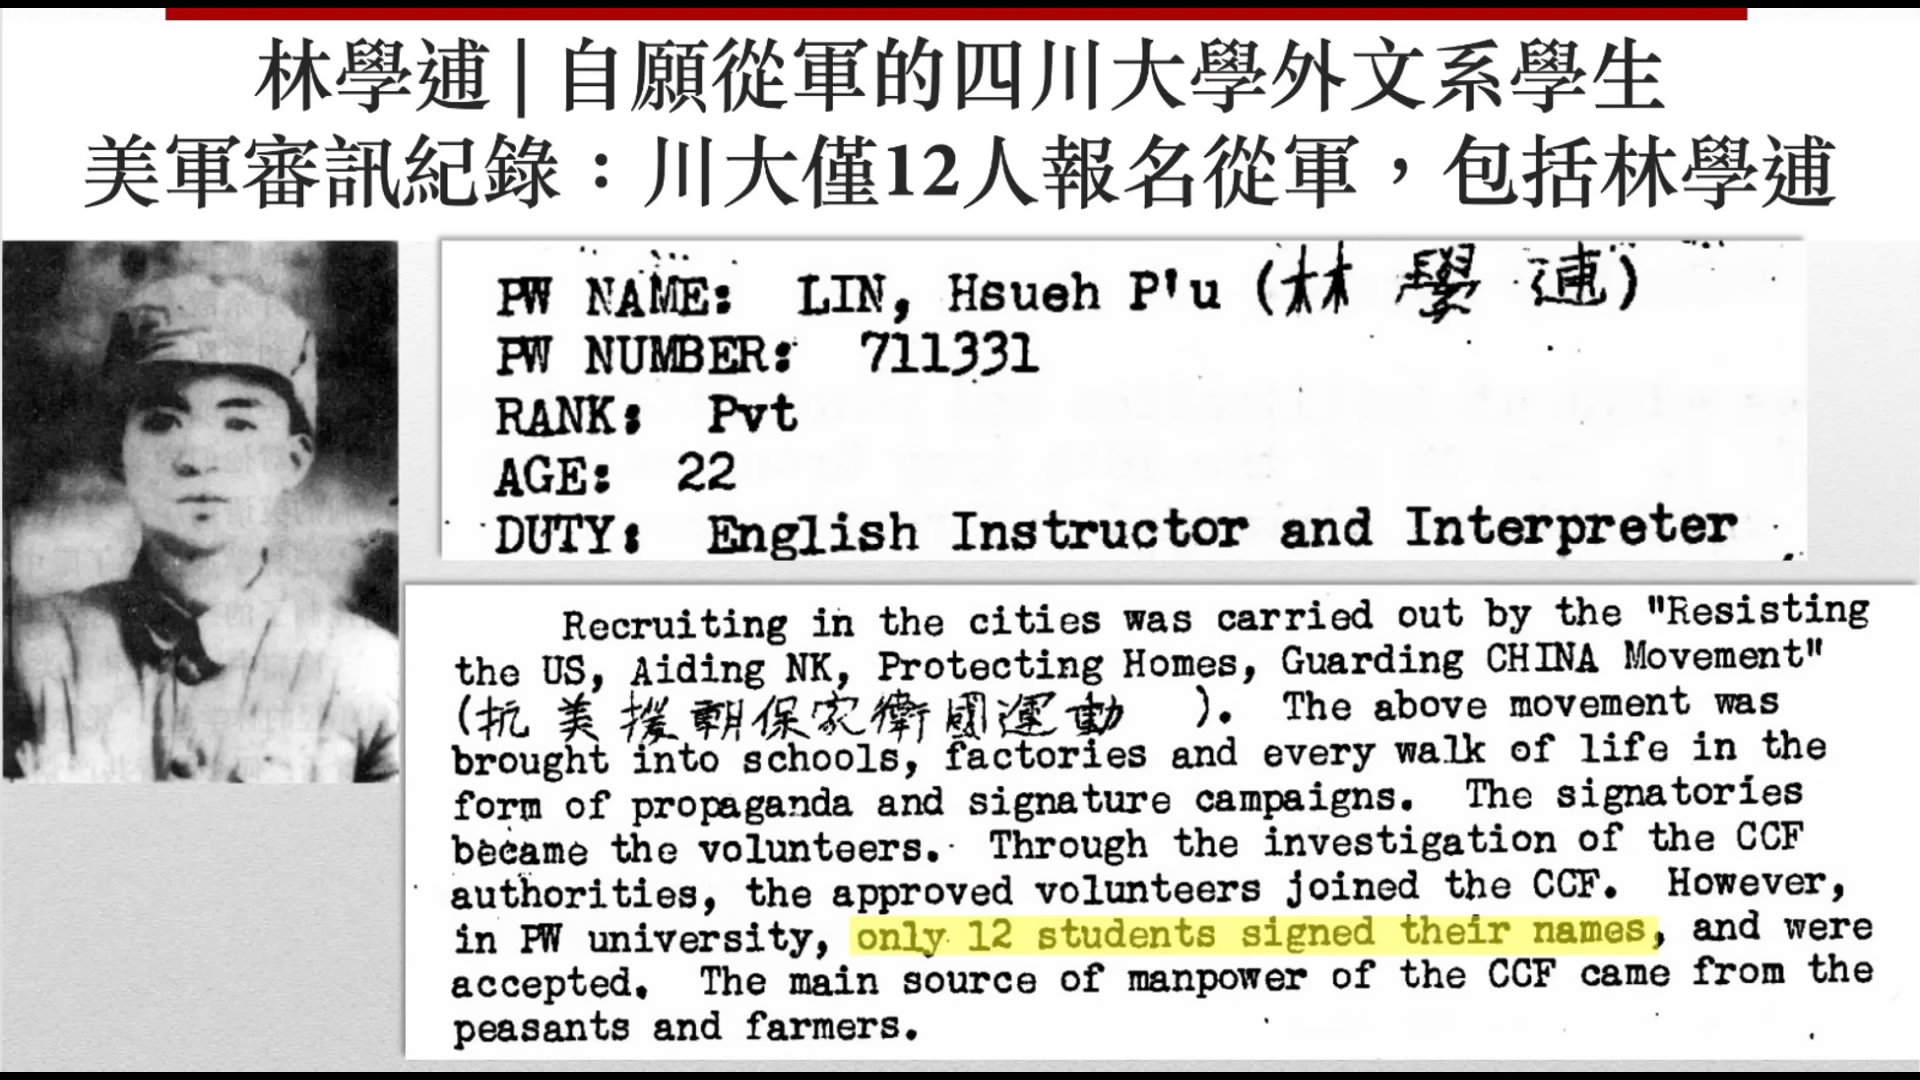 林學逋 | 自願從軍的四川大學外文系學生
美軍審訊紀錄：川大僅12人報名從軍，包括林學逋
PW NAME: LIN, Hsueh P'u (林 學 逋)
PW NUMBER: 711331
RANK: Pvt
AGE: 22
DUTY: English Instructor and Interpreter
Recruiting in the cities was carried out by the "Resisting
the US, Aiding NK, Protecting Homes, Guarding CHINA Movement"
(抗美援朝保家衛國運動 ). The above movement was
brought into schools, factories and every walk of life in the
form of propaganda and signature campaigns. The signatories
became the volunteers. Through the investigation of the CCF
authorities, the approved volunteers joined the CCF. However,
in PW university, only 12 students signed their names, and were
accepted. The main source of manpower of the CCF came from the
peasants and farmers.